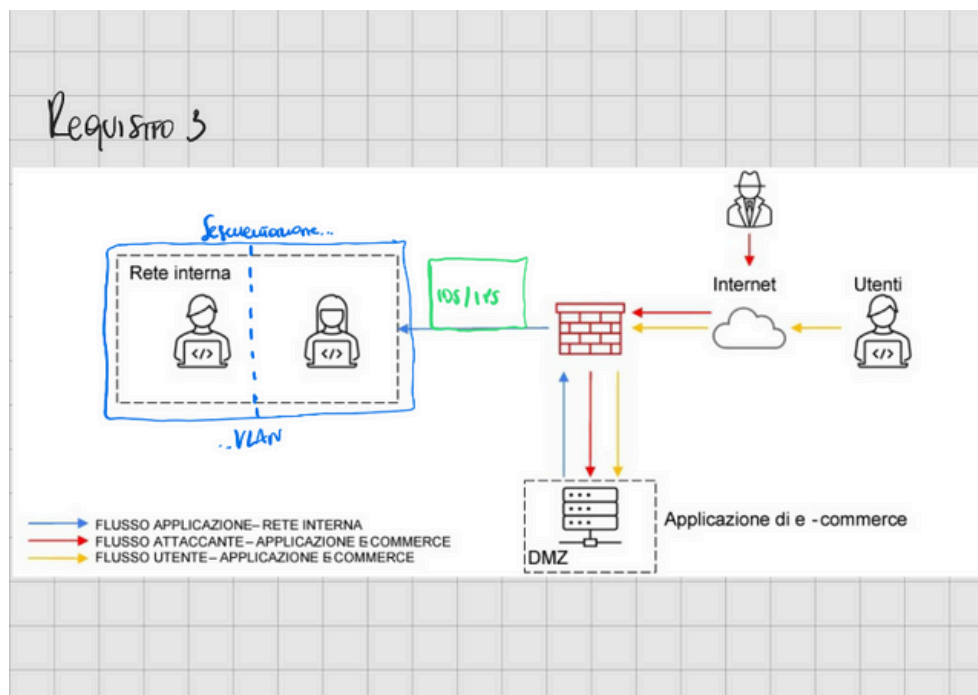 Requisito 3
Segmentazione...
Rete interna
IDS/IPS
Internet
Utenti
...VLAN
FLUSSO APPLICAZIONE– RETE INTERNA
FLUSSO ATTACCANTE – APPLICAZIONE E-COMMERCE
FLUSSO UTENTE – APPLICAZIONE E-COMMERCE
Applicazione di e -commerce
DMZ